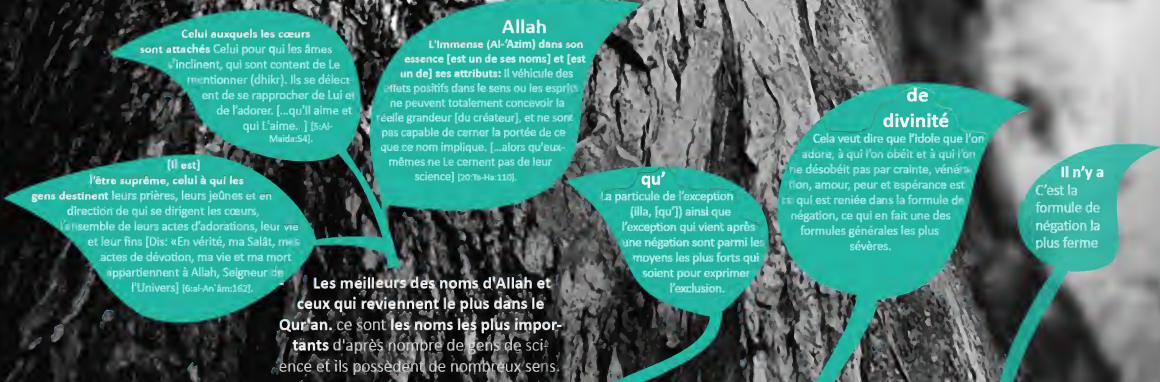 Celui auxquels les cœurs
sont attachés Celui pour qui les âmes
s'inclinent, qui sont content de Le
mentionner (dhikr). Ils se délect-
ent de se rapprocher de Lui et
de l'adorer. [...qu'Il aime et
qui L'aime. ] [5:Al-
Maida:54].
Allah
L'Immense (Al-'Azim) dans son
essence [est un de ses noms] et [est
un de] ses attributs: Il véhicule des
effets positifs dans le sens ou les esprits
ne peuvent totalement concevoir la
réelle grandeur [du créateur], et ne sont
pas capable de cerner la portée de ce
que ce nom implique. [...alors qu'eux-
mêmes ne Le cernent pas de leur
science] [20:Ta-Ha:110].
[Il est]
l'être suprême, celui à qui les
gens destinent leurs prières, leurs jeûnes et en
direction de qui se dirigent les cœurs,
l'ensemble de leurs actes d'adorations, leur vie
et leur fins [Dis: «En vérité, ma Salât, mes
actes de dévotion, ma vie et ma mort
appartiennent à Allah, Seigneur de
l'Univers] [6:al-An`âm:162].
Les meilleurs des noms d'Allah et
ceux qui reviennent le plus dans le
Qur'an. ce sont les noms les plus impor-
tants d'après nombre de gens de sci-
ence et ils possèdent de nombreux sens.
qu'
La particule de l'exception
(illa, [qu']) ainsi que
l'exception qui vient après
une négation sont parmi les
moyens les plus forts qui
soient pour exprimer
l'exclusion.
de
divinité
Cela veut dire que l'idole que l'on
adore, à qui l'on obéit et à qui l'on
ne désobéit pas par crainte, vénéra-
tion, amour, peur et espérance est
ce qui est reniée dans la formule de
négation, ce qui en fait une des
formules générales les plus
sévères.
Il n'y a
C'est la
formule de
négation la
plus ferme